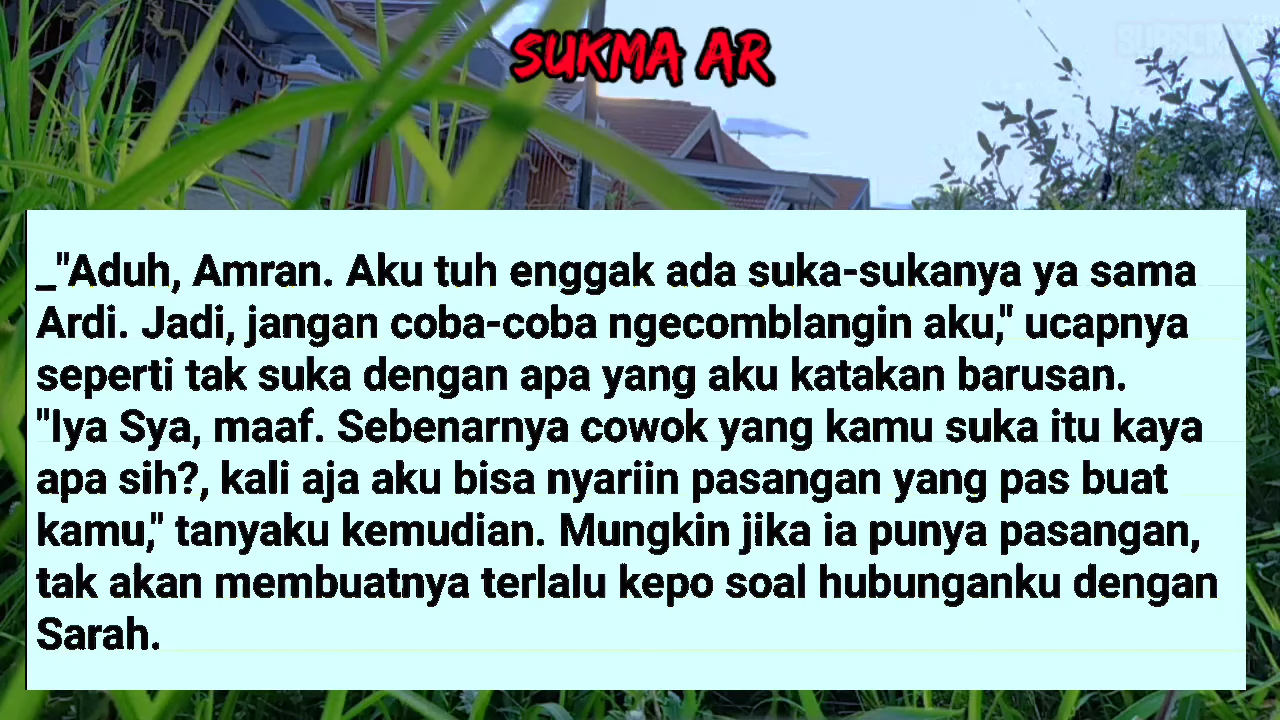 SUKMA AR
SUBSCRIBE
_"Aduh, Amran. Aku tuh enggak ada suka-sukanya ya sama
Ardi. Jadi, jangan coba-coba ngecomblangin aku," ucapnya
seperti tak suka dengan apa yang aku katakan barusan.
"Iya Sya, maaf. Sebenarnya cowok yang kamu suka itu kaya
apa sih?, kali aja aku bisa nyariin pasangan yang pas buat
kamu," tanyaku kemudian. Mungkin jika ia punya pasangan,
tak akan membuatnya terlalu kepo soal hubunganku dengan
Sarah.